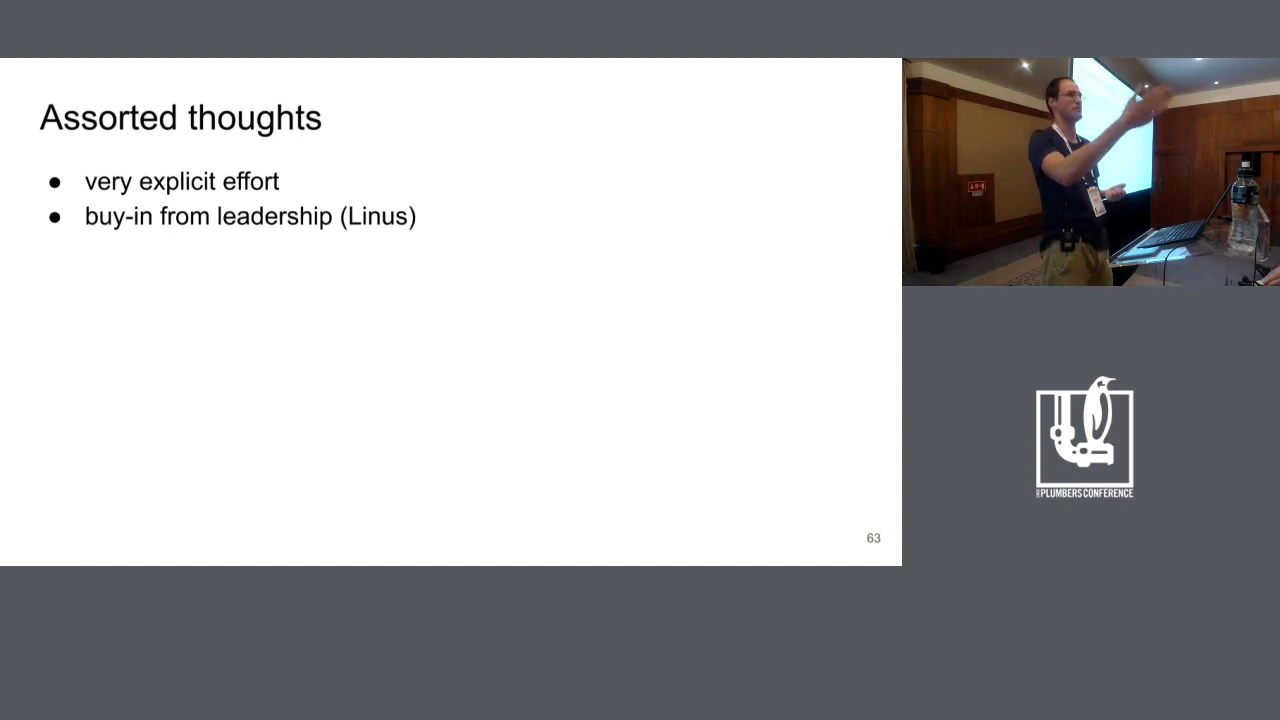 Assorted thoughts
● very explicit effort
● buy-in from leadership (Linus)
63
PLUMBERS CONFERENCE